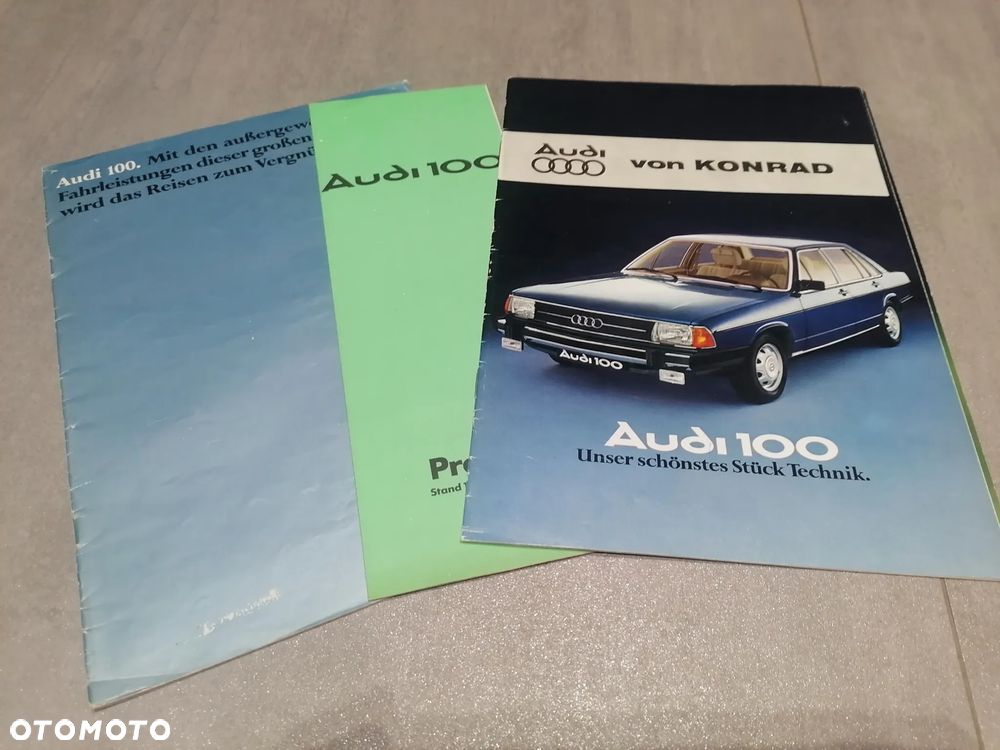 Audi 100. Mit den außergew
Fahrleistungen dieser großen
wird das Reisen zum Vergnü
Audi 100
Pre
Stand
Audi
von KONRAD
Audi 100
Audi 100
Unser schönstes Stück Technik.
OTOMOTO